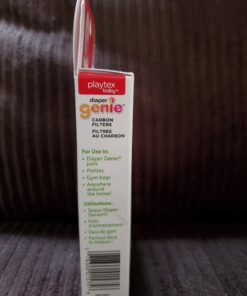 playtex
baby™
diaper
genie®
CARBON
FILTERS
FILTRES
AU CHARBON
For Use in:
• Diaper Genie®
pails
• Potties
• Gym bags
• Anywhere
around
the home!
Utilisations :
• Seaux Diaper
Genie
• Pots
d'entraînement
• Sacs de gym
• Partout dans la
maison !